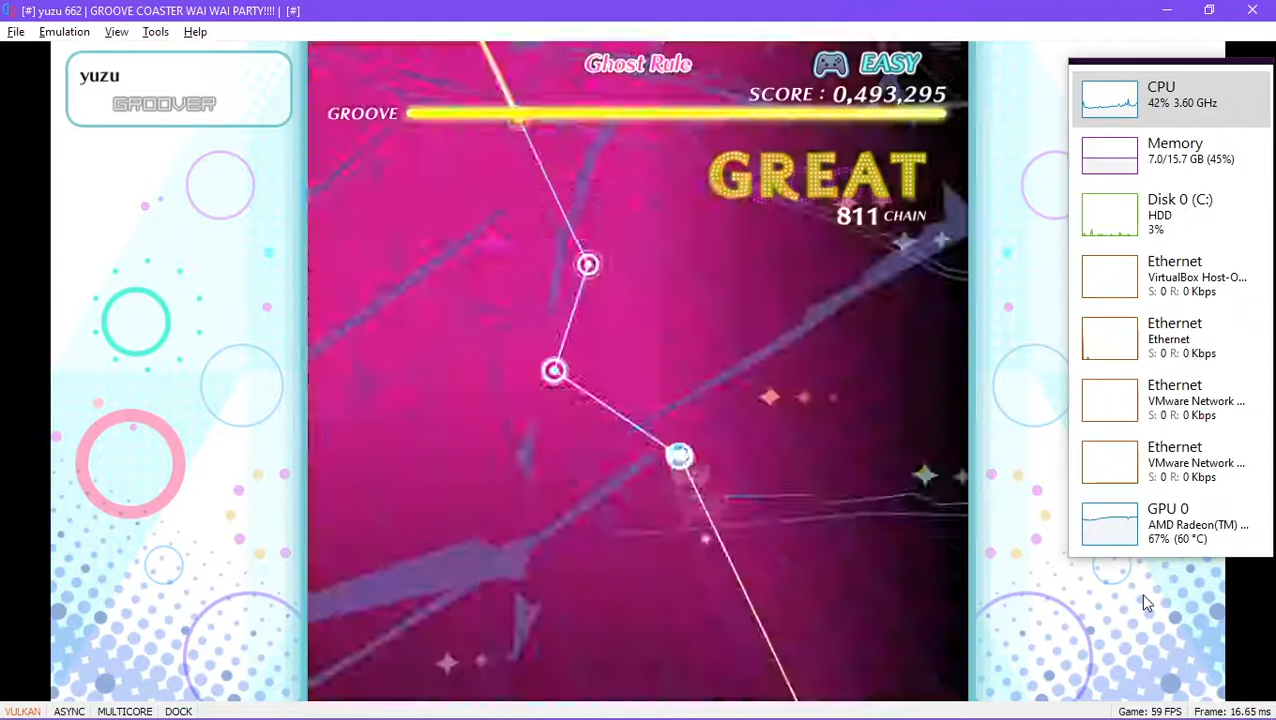 [#] yuzu 662 | GROOVE COASTER WAI WAI PARTY!!!! | [#]
File Emulation View Tools Help
yuzu
GROOVER
Ghost Rule
EASY
SCORE : 0,493,295
GROOVE
GREAT
811 CHAIN
CPU
42% 3.60 GHz
Memory
7.0/15.7 GB (45%)
Disk 0 (C:)
HDD
3%
Ethernet
VirtualBox Host-O...
S: 0 R: 0 Kbps
Ethernet
Ethernet
S: 0 R: 0 Kbps
Ethernet
VMware Network ...
S: 0 R: 0 Kbps
Ethernet
VMware Network ...
S: 0 R: 0 Kbps
GPU 0
AMD Radeon(TM) ...
67% (60 °C)
VULKAN ASYNC MULTICORE DOCK Game: 59 FPS Frame: 16.65 ms